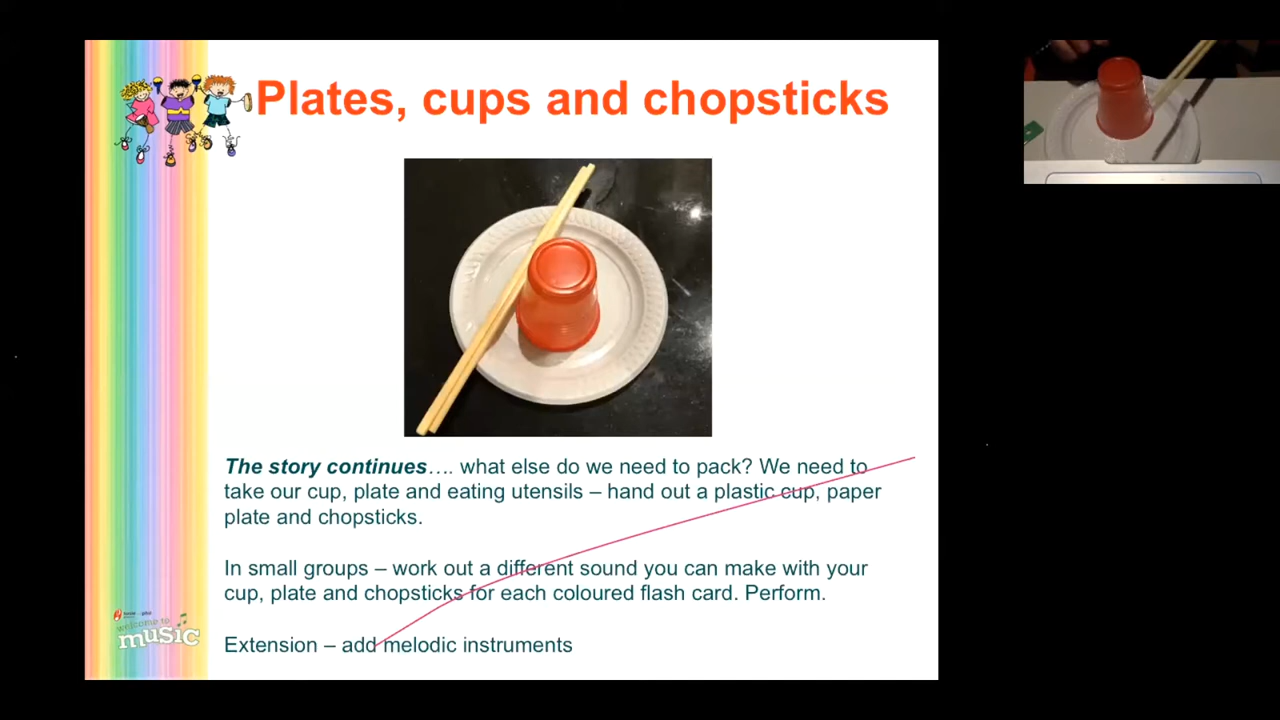 Plates, cups and chopsticks
The story continues…. what else do we need to pack? We need to
take our cup, plate and eating utensils – hand out a plastic cup, paper
plate and chopsticks.
In small groups – work out a different sound you can make with your
cup, plate and chopsticks for each coloured flash card. Perform.
Extension – add melodic instruments
welcome to
music